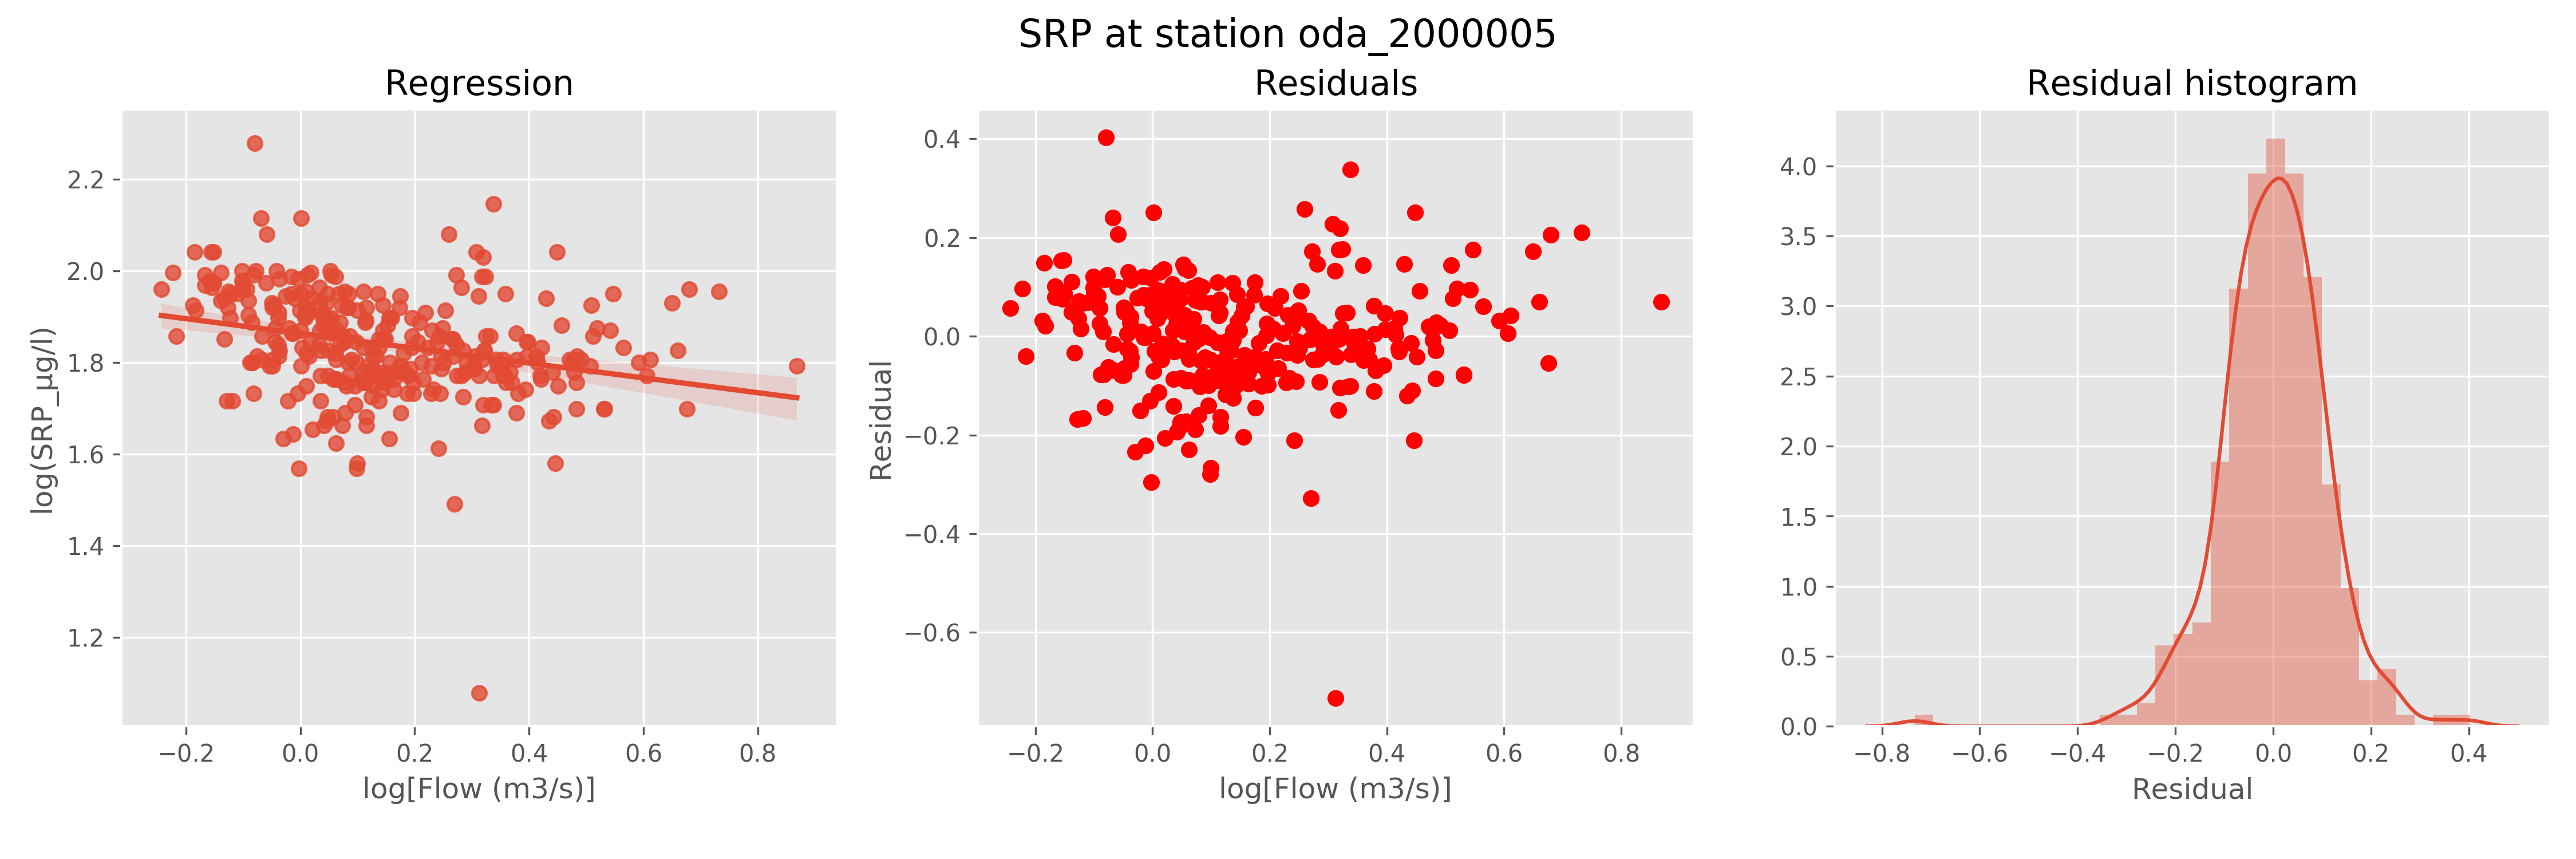 SRP at station oda_2000005
Regression
2.2
2.0
1.8
1.6
1.4
1.2
log(SRP_µg/l)
−0.2 0.0 0.2 0.4 0.6 0.8
log[Flow (m3/s)]
Residuals
0.4
0.2
0.0
−0.2
−0.4
−0.6
Residual
−0.2 0.0 0.2 0.4 0.6 0.8
log[Flow (m3/s)]
Residual histogram
4.0
3.5
3.0
2.5
2.0
1.5
1.0
0.5
0.0
−0.8 −0.6 −0.4 −0.2 0.0 0.2 0.4
Residual